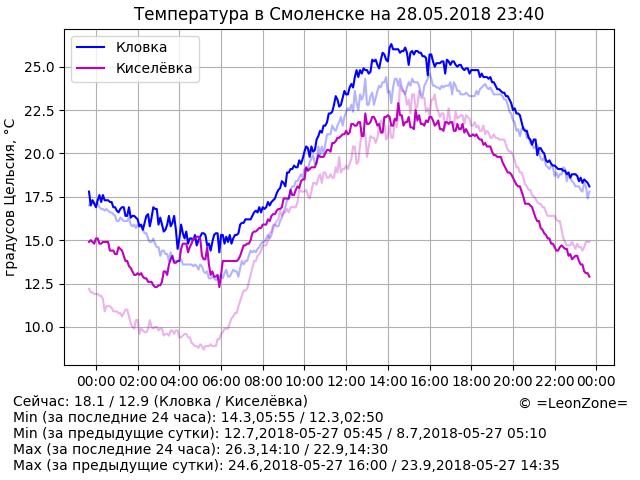 Температура в Смоленске на 28.05.2018 23:40
Кловка
Киселёвка
градусов Цельсия, °C
25.0
22.5
20.0
17.5
15.0
12.5
10.0
00:00 02:00 04:00 06:00 08:00 10:00 12:00 14:00 16:00 18:00 20:00 22:00 00:00
Сейчас: 18.1 / 12.9 (Кловка / Киселёвка)
© =LeonZone=
Min (за последние 24 часа): 14.3,05:55 / 12.3,02:50
Min (за предыдущие сутки): 12.7,2018-05-27 05:45 / 8.7,2018-05-27 05:10
Max (за последние 24 часа): 26.3,14:10 / 22.9,14:30
Max (за предыдущие сутки): 24.6,2018-05-27 16:00 / 23.9,2018-05-27 14:35